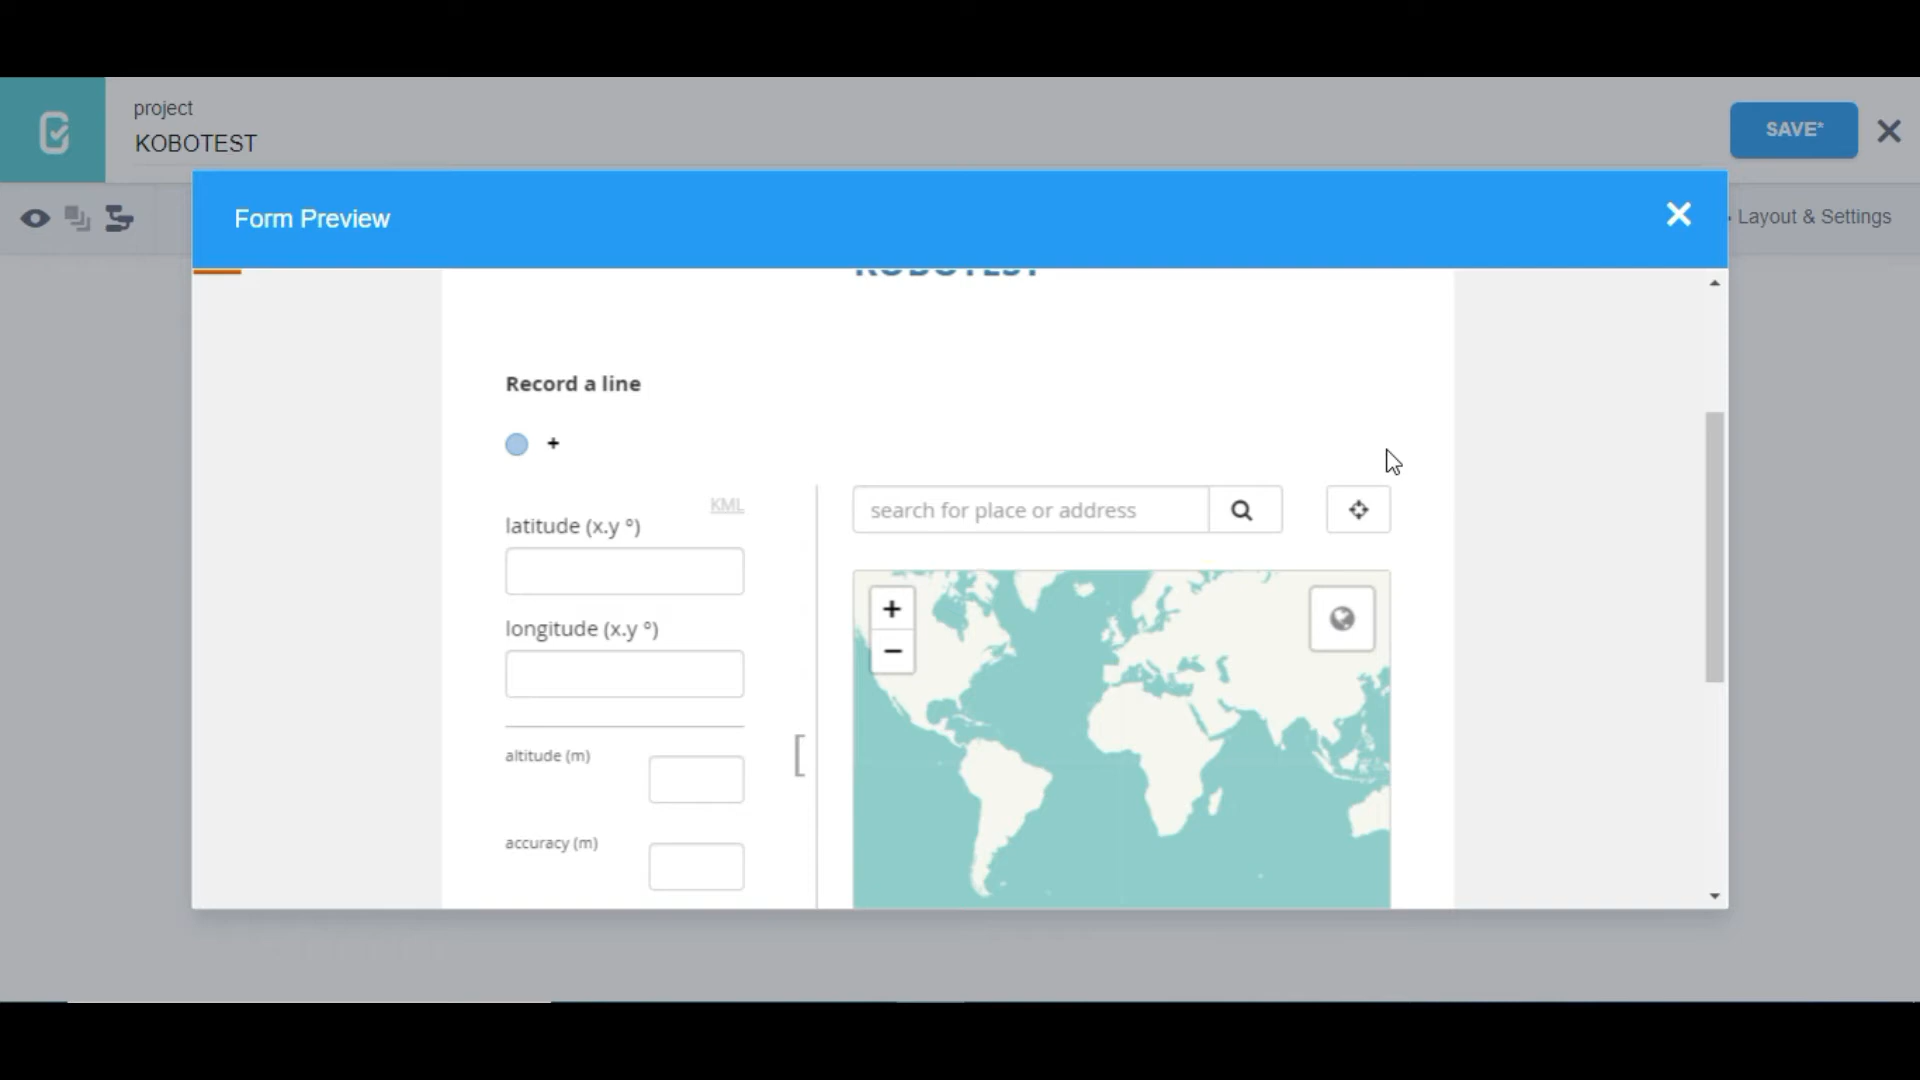 project
KOBOTEST
SAVE*
Form Preview
Layout & Settings
KOBOTEST
Record a line
+
KML
latitude (x.y °)
search for place or address
longitude (x.y °)
+
−
altitude (m)
accuracy (m)